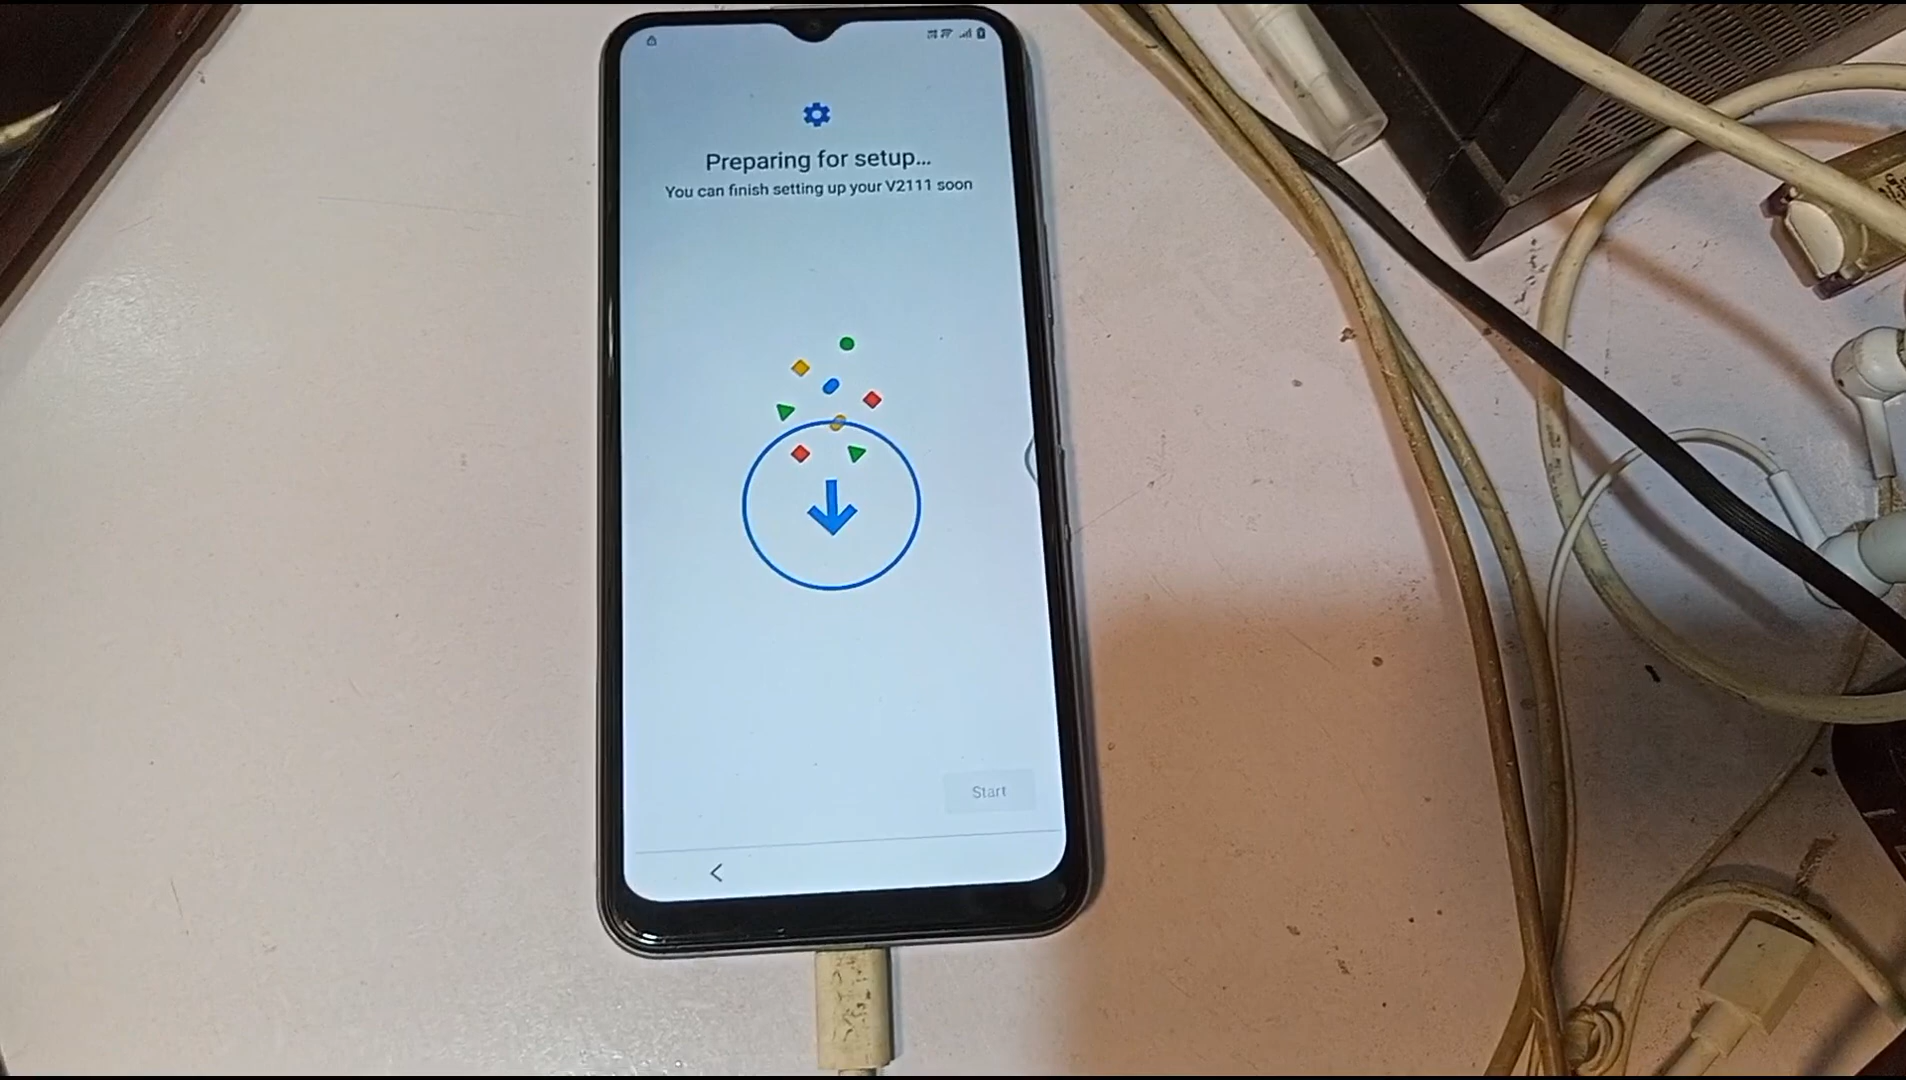 Preparing for setup...
You can finish setting up your V2111 soon
Start